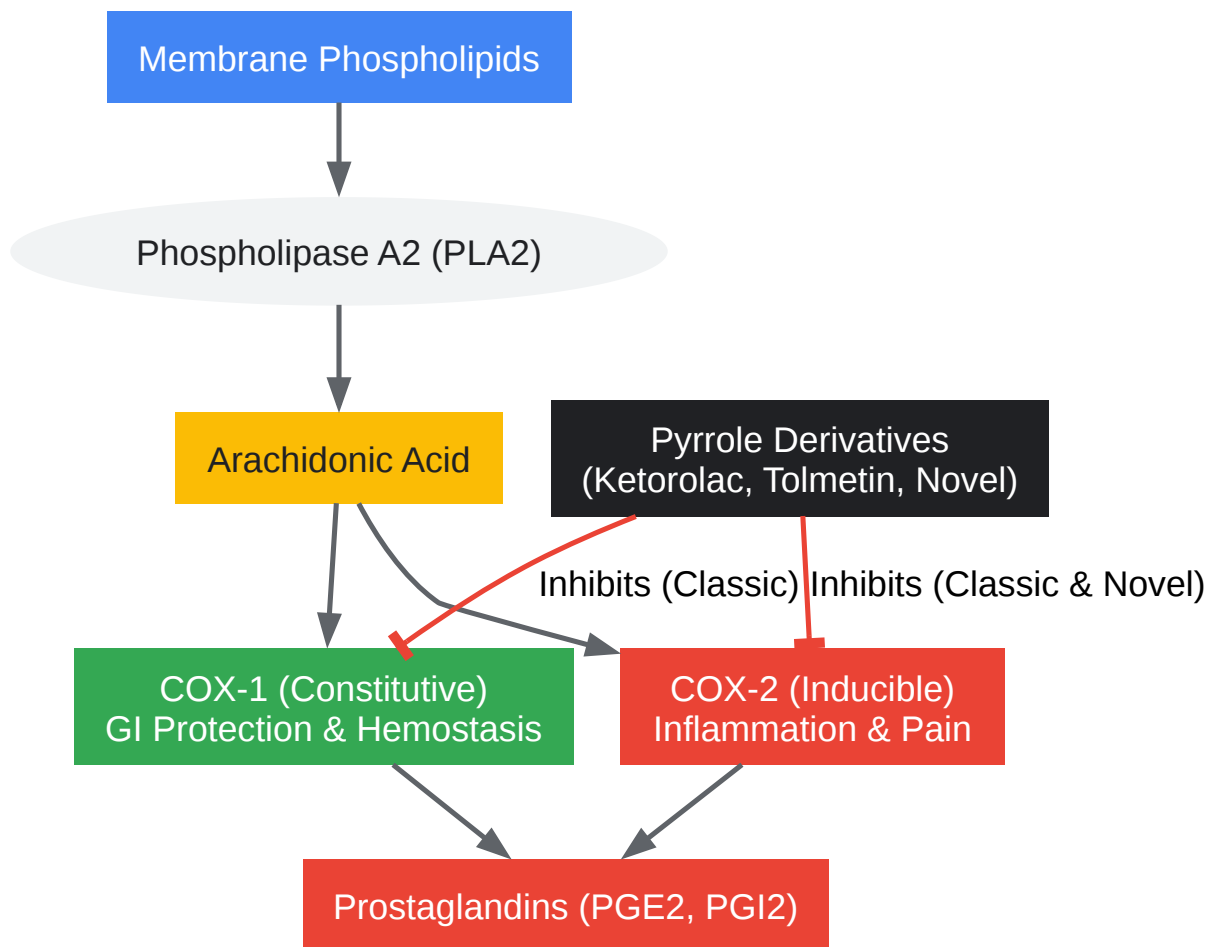 Membrane Phospholipids
Phospholipase A2 (PLA2)
Arachidonic Acid
Pyrrole Derivatives
(Ketorolac, Tolmetin, Novel)
Inhibits (Classic)
Inhibits (Classic & Novel)
COX-1 (Constitutive)
GI Protection & Hemostasis
COX-2 (Inducible)
Inflammation & Pain
Prostaglandins (PGE2, PGI2)